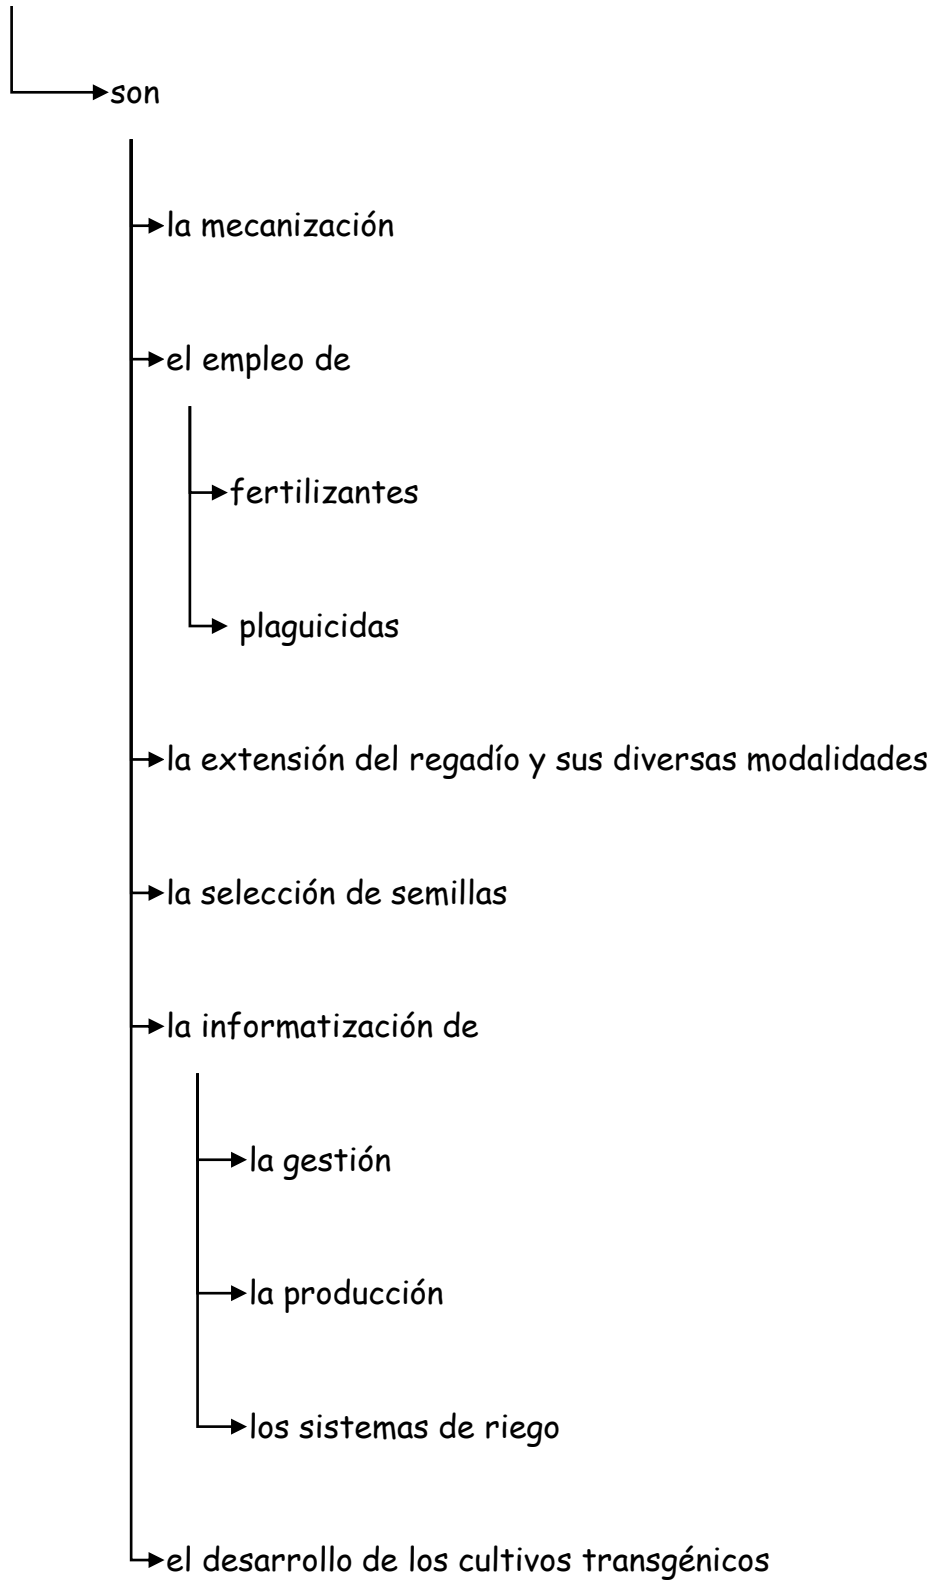 son
la mecanización
el empleo de
fertilizantes
plaguicidas
la extensión del regadío y sus diversas modalidades
la selección de semillas
la informatización de
la gestión
la producción
los sistemas de riego
el desarrollo de los cultivos transgénicos